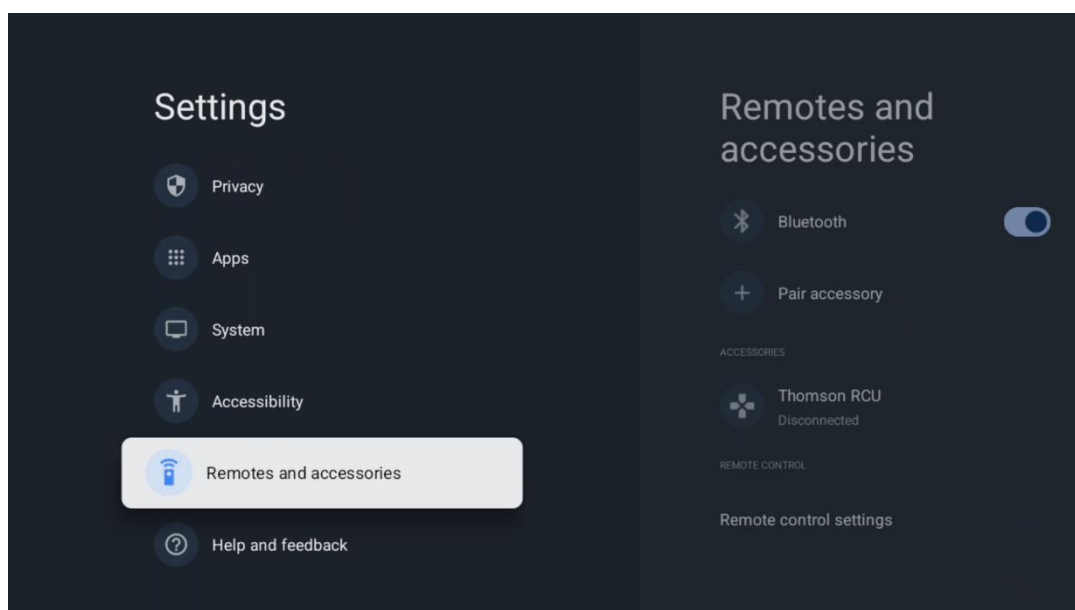 Settings
Privacy
Apps
System
Accessibility
Remotes and accessories
Help and feedback
Remotes and
accessories
Bluetooth
Pair accessory
ACCESSORIES
Thomson RCU
Disconnected
REMOTE CONTROL
Remote control settings